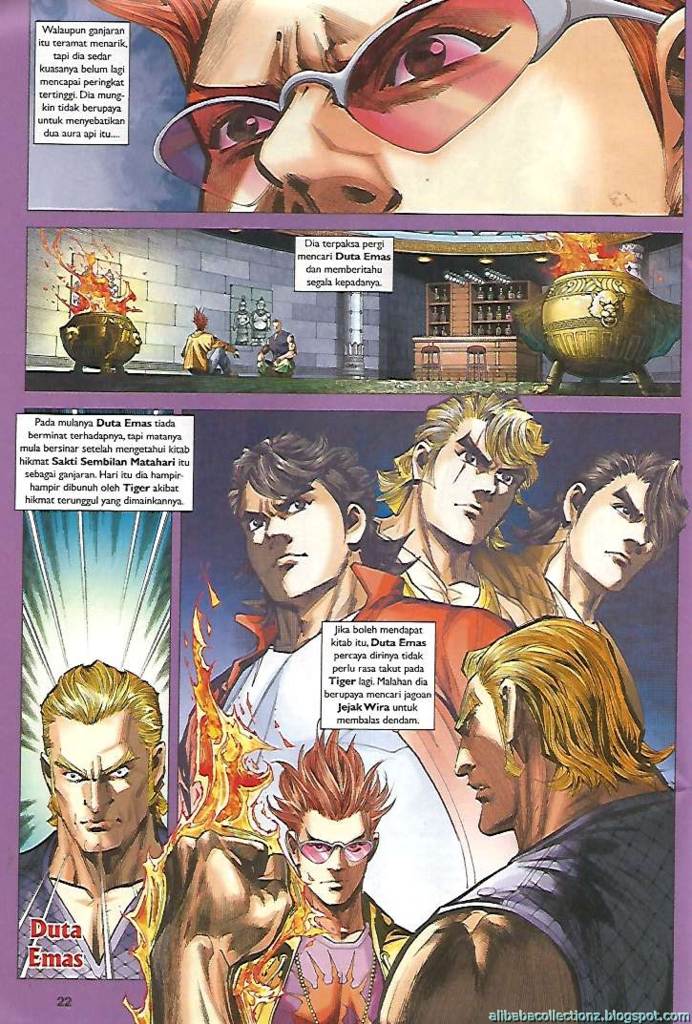 Walaupun ganjaran
itu teramat menarik,
tapi dia sedar
kuasanya belum lagi
mencapai peringkat
tertinggi. Dia mung-
kin tidak berupaya
untuk menyebatikan
dua aura api itu....
Dia terpaksa pergi
mencari Duta Emas
dan memberitahu
segala kepadanya.
Pada mulanya Duta Emas tiada
berminat terhadapnya, tapi matanya
mula bersinar setelah mengetahui kitab
hikmat Sakti Sembilan Matahari itu
sebagai ganjaran. Hari itu dia hampir-
hampir dibunuh oleh Tiger akibat
hikmat terunggul yang dimainkannya.
Jika boleh mendapat
kitab itu, Duta Emas
percaya dirinya tidak
perlu rasa takut pada
Tiger lagi. Malahan dia
berupaya mencari jagoan
Jejak Wira untuk
membalas dendam.
Duta
Emas
22
alibabacollectionz.blogspot.com